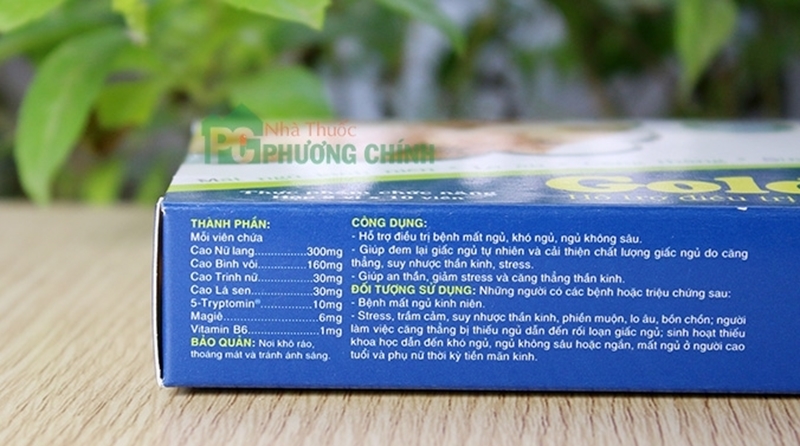 Nhà Thuốc
PHƯƠNG CHÍNH
PC
Gold
Hỗ trợ điều trị
THÀNH PHẦN:
Mỗi viên chứa
Cao Nữ lang..............300mg
Cao Bình vôi..............160mg
Cao Trinh nữ..............30mg
Cao Lá sen..............30mg
5-Tryptomin®..............10mg
Magiê..............6mg
Vitamin B6..............1mg
BẢO QUẢN: Nơi khô ráo,
thoáng mát và tránh ánh sáng.
CÔNG DỤNG:
- Hỗ trợ điều trị bệnh mất ngủ, khó ngủ, ngủ không sâu.
- Giúp đem lại giấc ngủ tự nhiên và cải thiện chất lượng giấc ngủ do căng
thẳng, suy nhược thần kinh, stress.
- Giúp an thần, giảm stress và căng thẳng thần kinh.
ĐỐI TƯỢNG SỬ DỤNG: Những người có các bệnh hoặc triệu chứng sau:
- Bệnh mất ngủ kinh niên.
- Stress, trầm cảm, suy nhược thần kinh, phiền muộn, lo âu, bồn chồn; người
làm việc căng thẳng bị thiếu ngủ dẫn đến rối loạn giấc ngủ; sinh hoạt thiếu
khoa học dẫn đến khó ngủ, ngủ không sâu hoặc ngắn, mất ngủ ở người cao
tuổi và phụ nữ thời kỳ tiền mãn kinh.